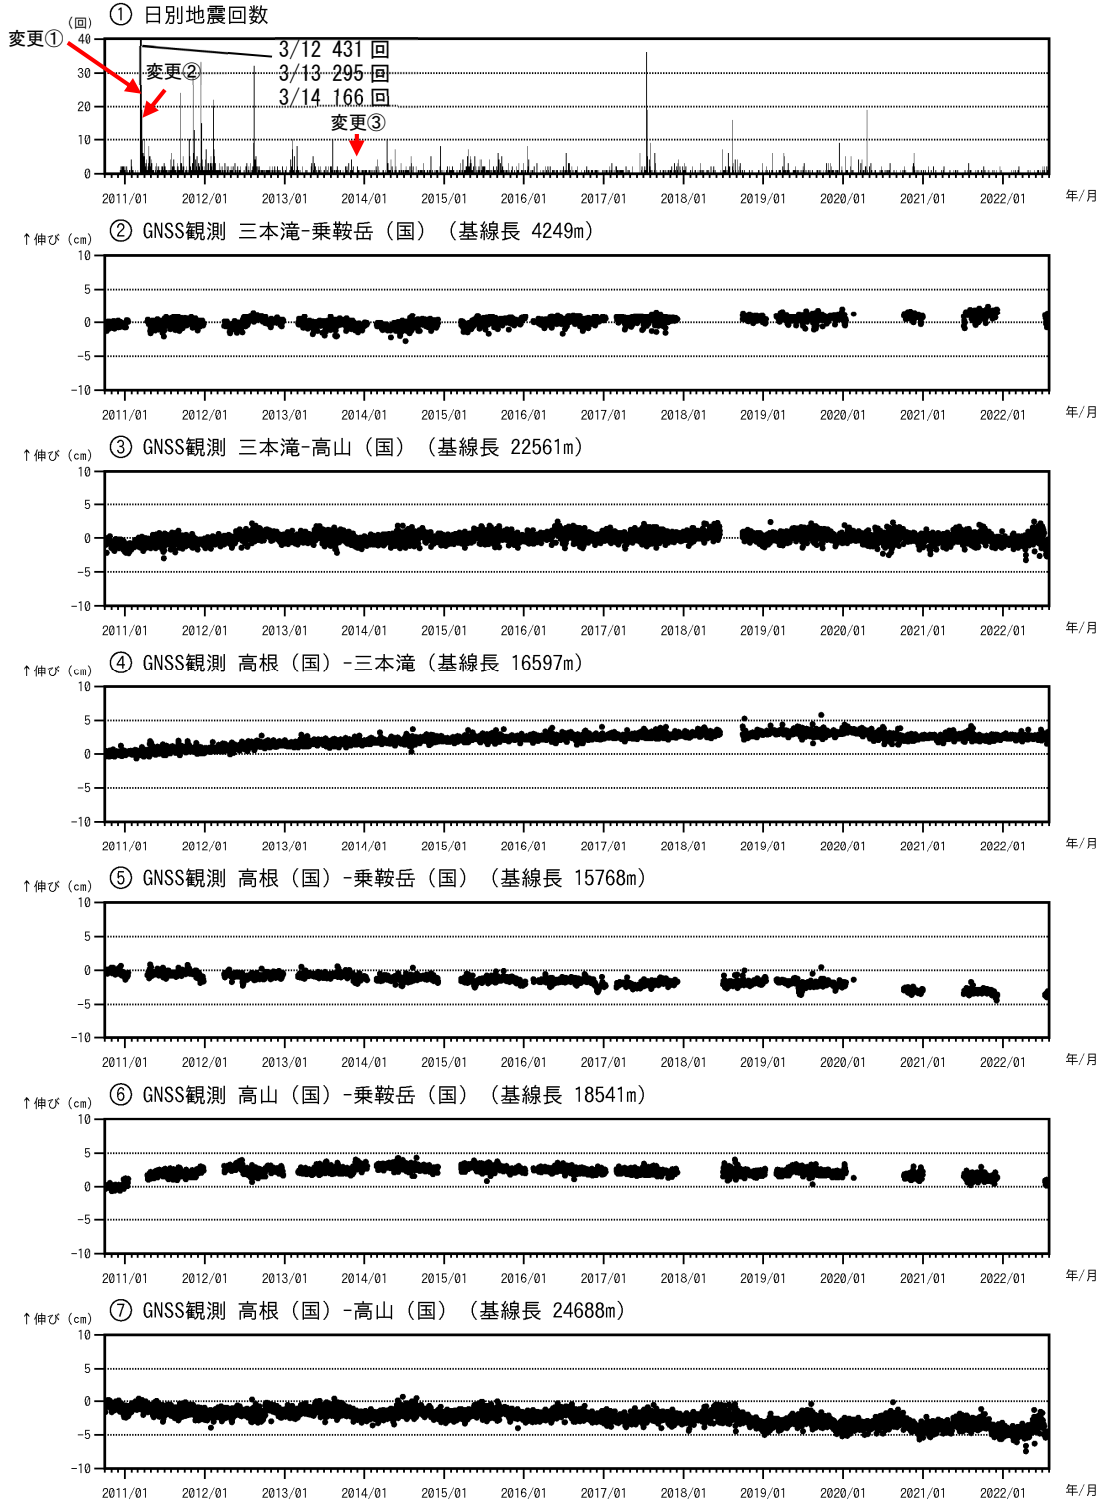 ① 日別地震回数
(回)
変更①
40
3/12 431 回
変更②
30
3/13 295 回
20
3/14 166 回
変更③
10
0
2011/01 2012/01 2013/01 2014/01 2015/01 2016/01 2017/01 2018/01 2019/01 2020/01 2021/01 2022/01 年/月
② GNSS観測 三本滝-乗鞍岳（国）（基線長 4249m）
↑伸び (cm)
10
5
0
-5
-10
2011/01 2012/01 2013/01 2014/01 2015/01 2016/01 2017/01 2018/01 2019/01 2020/01 2021/01 2022/01 年/月
③ GNSS観測 三本滝-高山（国）（基線長 22561m）
↑伸び (cm)
10
5
0
-5
-10
2011/01 2012/01 2013/01 2014/01 2015/01 2016/01 2017/01 2018/01 2019/01 2020/01 2021/01 2022/01 年/月
④ GNSS観測 高根（国）-三本滝（基線長 16597m）
↑伸び (cm)
10
5
0
-5
-10
2011/01 2012/01 2013/01 2014/01 2015/01 2016/01 2017/01 2018/01 2019/01 2020/01 2021/01 2022/01 年/月
⑤ GNSS観測 高根（国）-乗鞍岳（国）（基線長 15768m）
↑伸び (cm)
10
5
0
-5
-10
2011/01 2012/01 2013/01 2014/01 2015/01 2016/01 2017/01 2018/01 2019/01 2020/01 2021/01 2022/01 年/月
⑥ GNSS観測 高山（国）-乗鞍岳（国）（基線長 18541m）
↑伸び (cm)
10
5
0
-5
-10
2011/01 2012/01 2013/01 2014/01 2015/01 2016/01 2017/01 2018/01 2019/01 2020/01 2021/01 2022/01 年/月
⑦ GNSS観測 高根（国）-高山（国）（基線長 24688m）
↑伸び (cm)
10
5
0
-5
-10
2011/01 2012/01 2013/01 2014/01 2015/01 2016/01 2017/01 2018/01 2019/01 2020/01 2021/01 2022/01 年/月